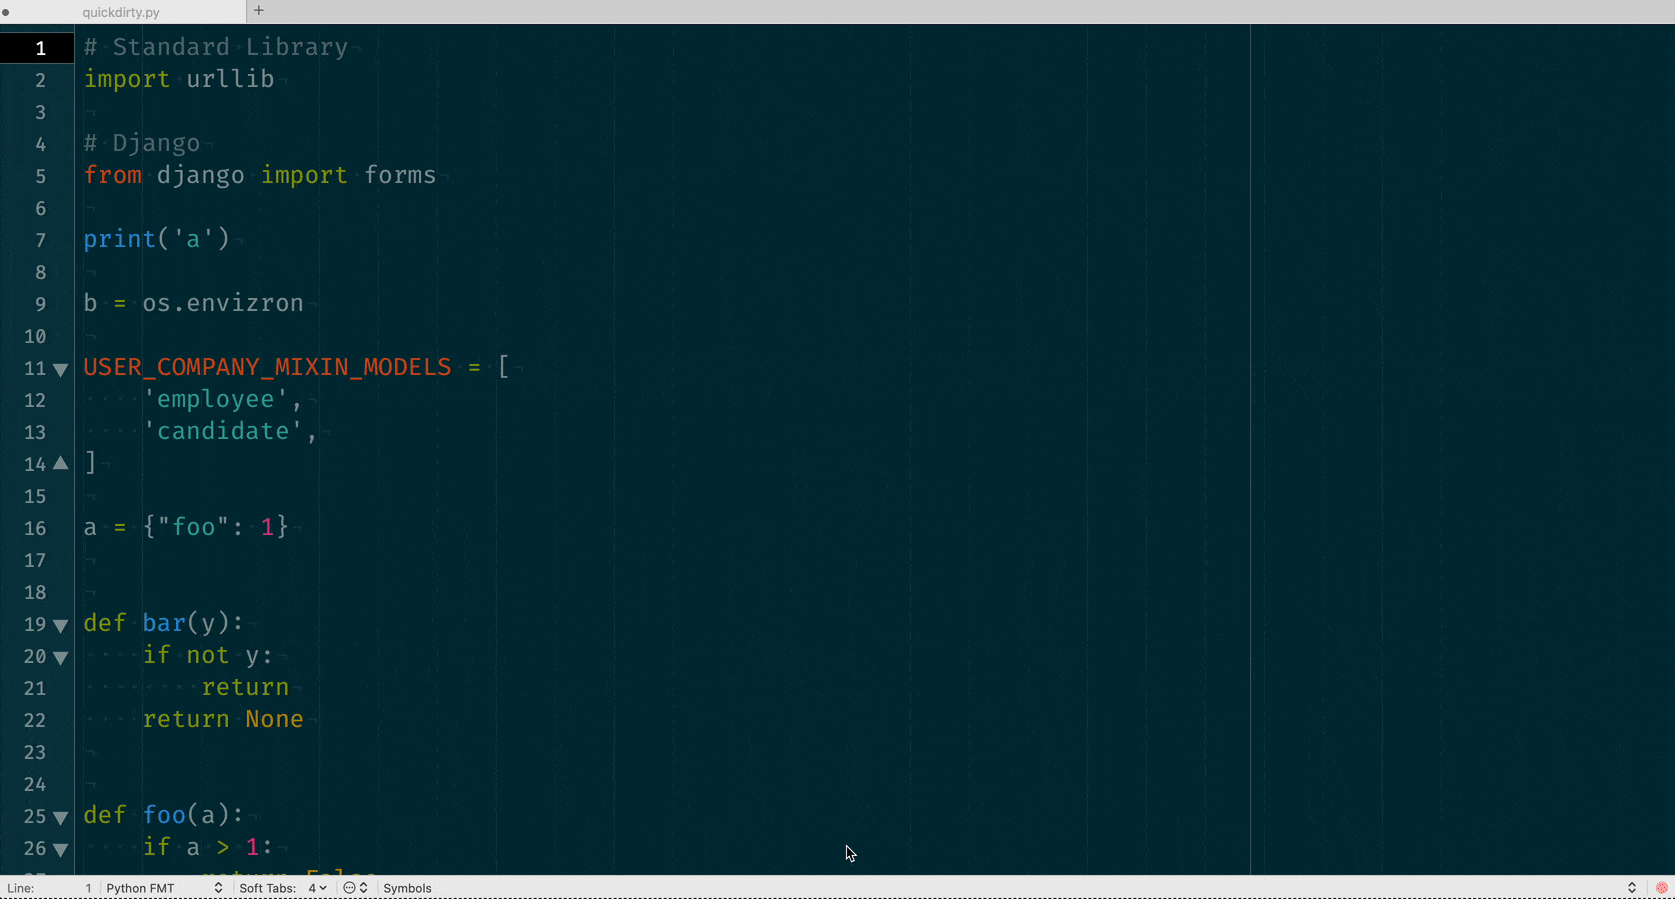 quickdirty.py +
1 # Standard Library
2 import urllib
3
4 # Django
5 from django import forms
6
7 print('a')
8
9 b = os.envizron
10
11 USER_COMPANY_MIXIN_MODELS = [
12 'employee',
13 'candidate',
14 ]
15
16 a = {"foo": 1}
17
18
19 def bar(y):
20 if not y:
21 return
22 return None
23
24
25 def foo(a):
26 if a > 1:
return False
Line: 1 Python FMT Soft Tabs: 4 Symbols